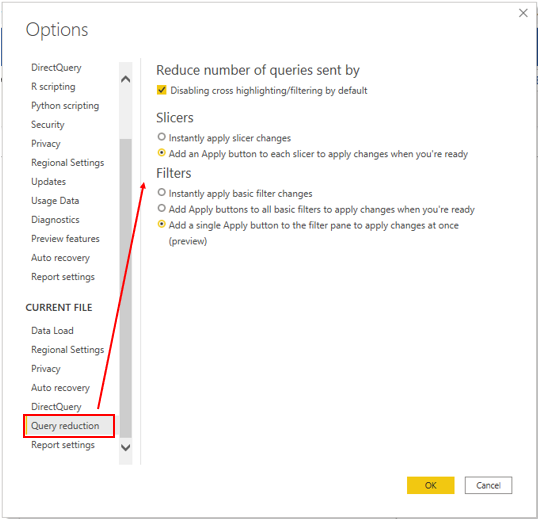 Options
DirectQuery
R scripting
Python scripting
Security
Privacy
Regional Settings
Updates
Usage Data
Diagnostics
Preview features
Auto recovery
Report settings
CURRENT FILE
Data Load
Regional Settings
Privacy
Auto recovery
DirectQuery
Query reduction
Report settings
Reduce number of queries sent by
Disabling cross highlighting/filtering by default
Slicers
Instantly apply slicer changes
Add an Apply button to each slicer to apply changes when you're ready
Filters
Instantly apply basic filter changes
Add Apply buttons to all basic filters to apply changes when you're ready
Add a single Apply button to the filter pane to apply changes at once
(preview)
OK
Cancel